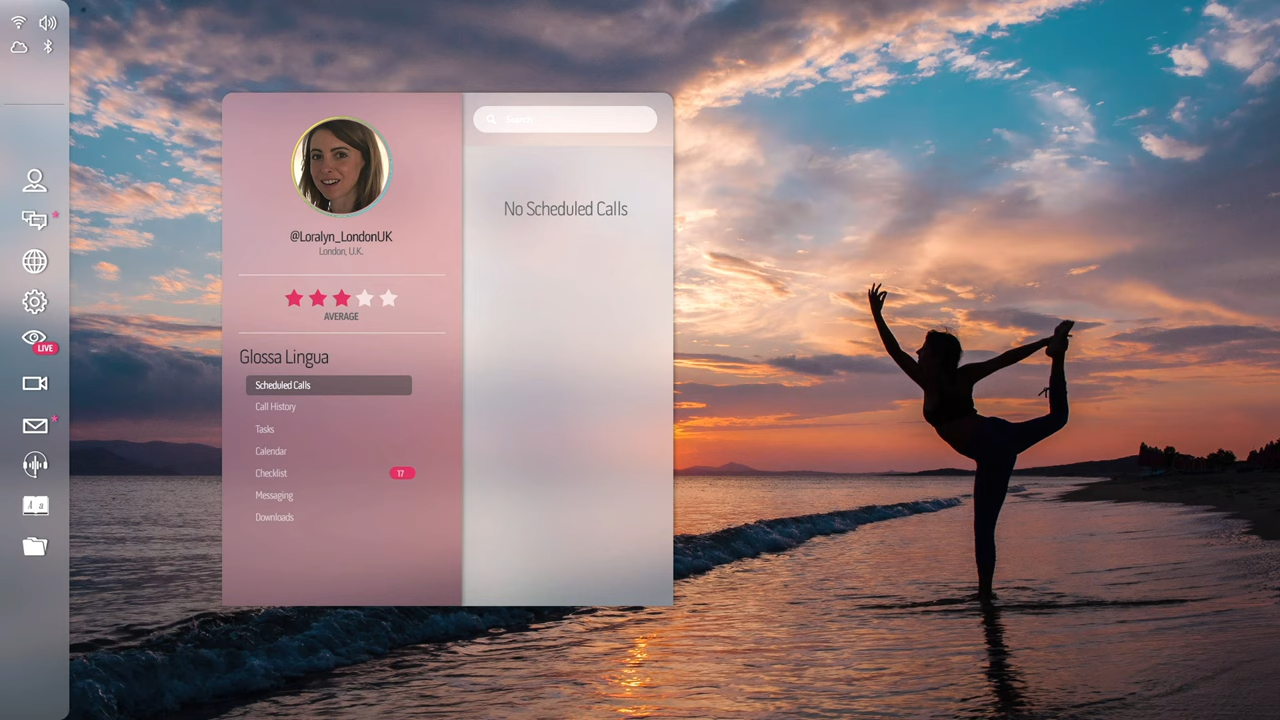 Search
@Loralyn_LondonUK
London, U.K.
AVERAGE
No Scheduled Calls
Glossa Lingua
Scheduled Calls
Call History
Tasks
Calendar
Checklist 17
Messaging
Downloads
LIVE
A a